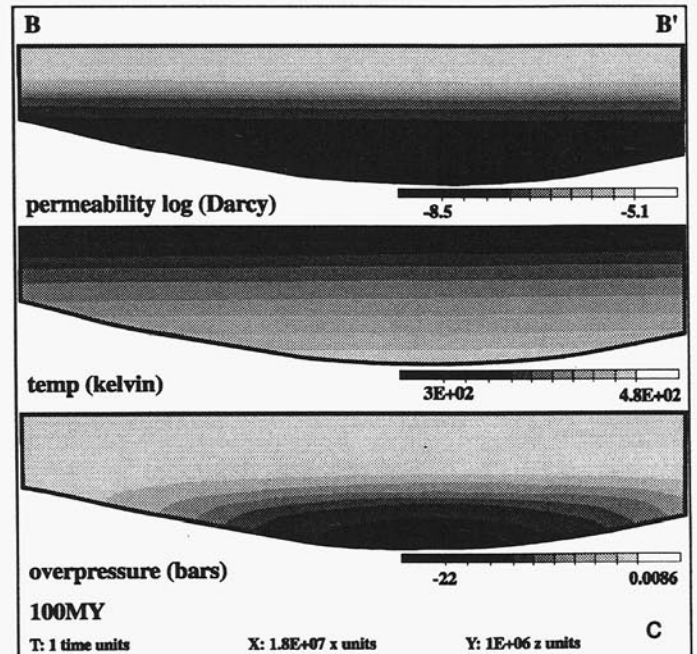 B B'
permeability log (Darcy)
-8.5 -5.1
temp (kelvin)
3E+02 4.8E+02
overpressure (bars)
-22 0.0086
100MY
C
T: 1 time units X: 1.8E+07 x units Y: 1E+06 z units